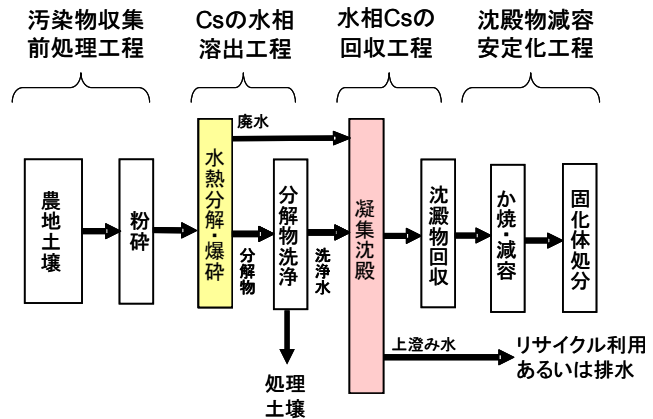 汚染物収集
前処理工程
Csの水相
溶出工程
水相Csの
回収工程
沈殿物減容
安定化工程
農地土壌
粉砕
水熱分解・爆砕
廃水
分解物
分解物洗浄
洗浄水
処理
土壌
凝集沈殿
沈澱物回収
か焼・減容
固化体処分
上澄み水
リサイクル利用
あるいは排水